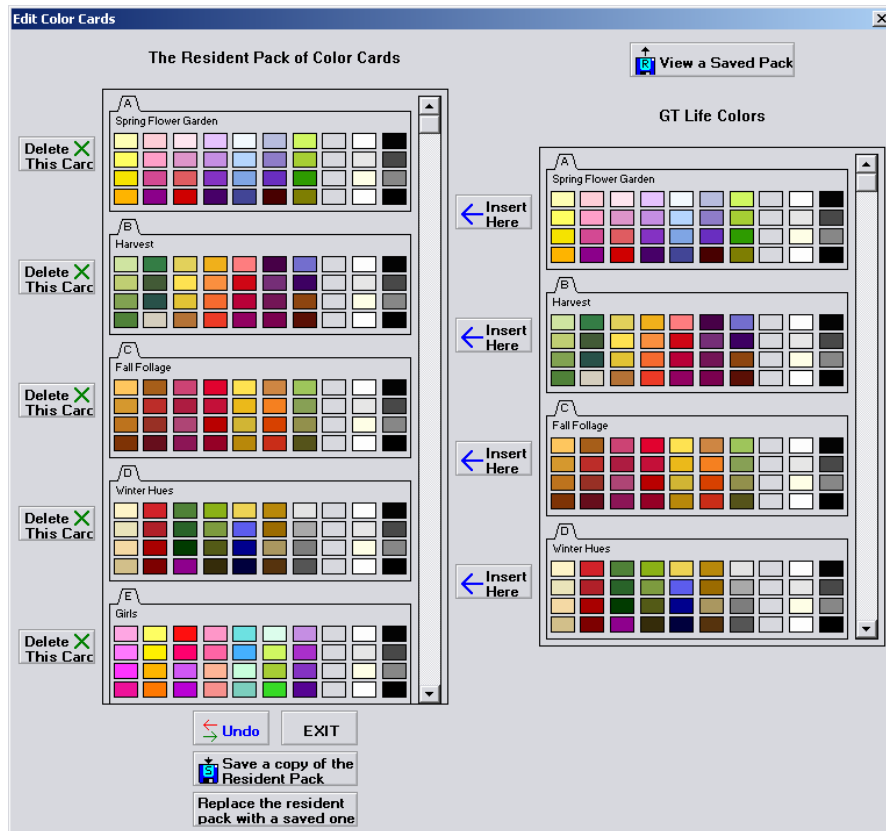 Edit Color Cards
The Resident Pack of Color Cards
View a Saved Pack
GT Life Colors
A
Spring Flower Garden
Delete
This Carc
B
Harvest
Delete
This Carc
C
Fall Follage
Delete
This Carc
D
Winter Hues
Delete
This Carc
E
Girls
Delete
This Carc
A
Spring Flower Garden
Insert
Here
B
Harvest
Insert
Here
C
Fall Follage
Insert
Here
D
Winter Hues
Insert
Here
Undo
EXIT
S
Save a copy of the
Resident Pack
Replace the resident
pack with a saved one
R